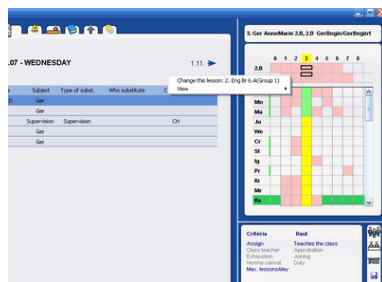 3. Ger AnneMarie 2.B, 2.D GerBegin/GerBegin1
.07 - WEDNESDAY
1.11.
0 1 2 3 4 5 6 7 8
2.B
Change this lesson: 2. Eng Br 6.A(Group 1)
View
Subject Type of subst. Who substitute C
D Ger
Ger
Supervision Supervision CH
Ger
Ger
Mn
Ma
Ju
We
Cr
St
Ig
Pr
Ki
Mr
Ra
Criteria Raul
Assign Teaches the class
Class teacher Approbation
Exhaustion Joining
He/she cannot Duty
Max. lessons/day